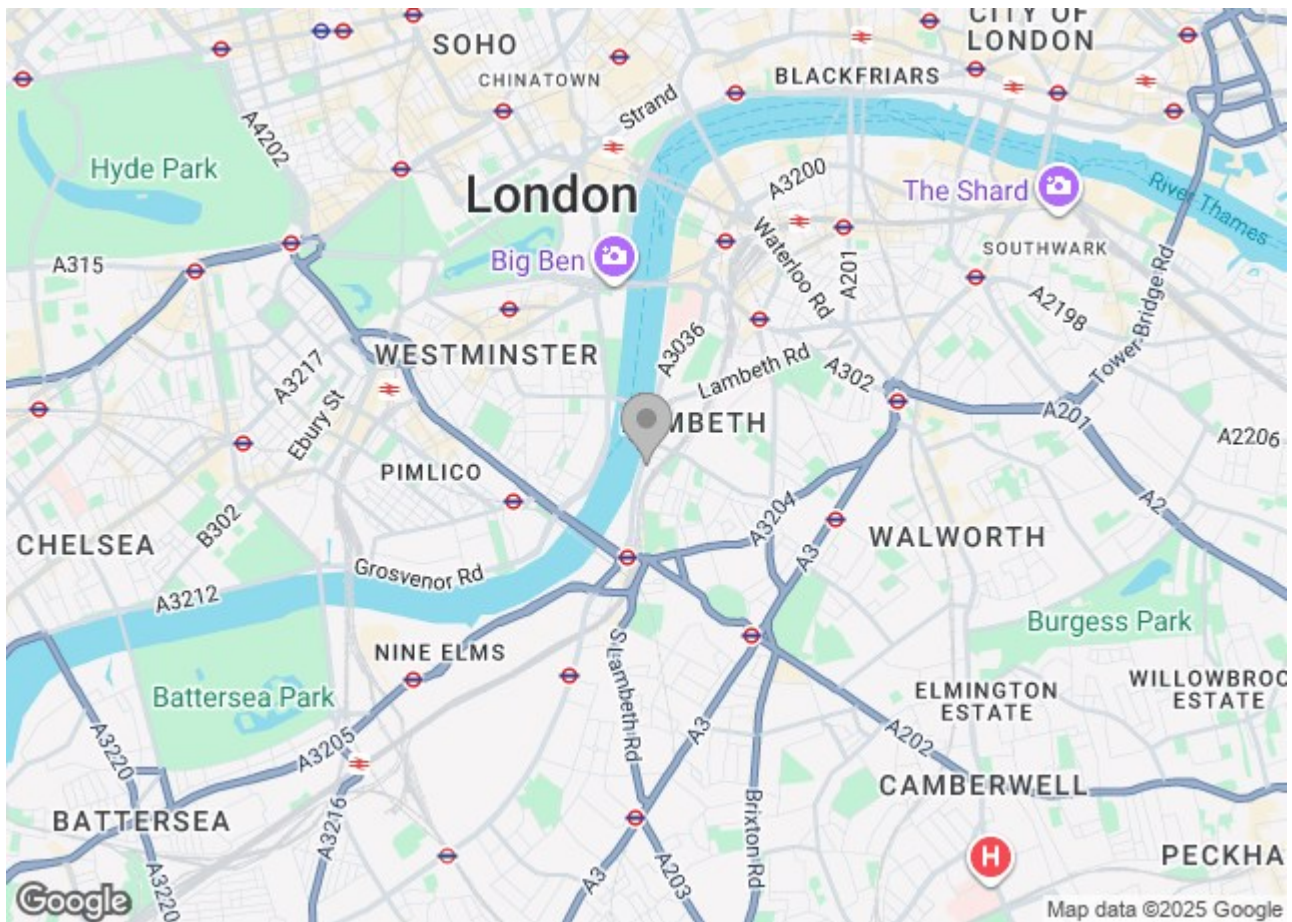 CITY OF
LONDON
SOHO
CHINATOWN
Strand
BLACKFRIARS
A4202
Hyde Park
London
A3200
The Shard
River Thames
Waterloo Rd
A201
SOUTHWARK
Big Ben
A315
A2198
Tower Bridge Rd
A3036
WESTMINSTER
A3217
Lambeth Rd
A302
Ebury St
MBETH
A201
A2206
PIMLICO
A2
B302
A3204
CHELSEA
WALWORTH
A3
Grosvenor Rd
A3212
Burgess Park
NINE ELMS
S Lambeth Rd
WILLOWBROO
ESTATE
ELMINGTON
ESTATE
Battersea Park
A3
A202
A3220
A3205
CAMBERWELL
BATTERSEA
A3216
Brixton Rd
H
PECKHA
A3220
A3
A203
Google
Map data ©2025 Google